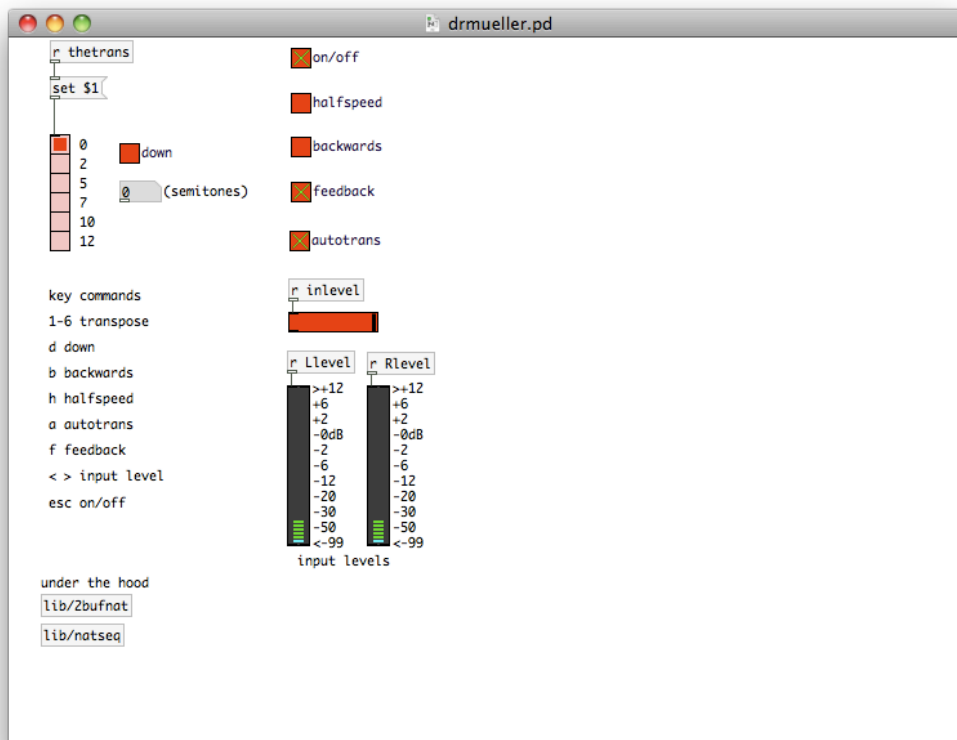 drmueller.pd
r thetrans
set $1
0
2
5
7
10
12
down
0 (semitones)
on/off
halfspeed
backwards
feedback
autotrans
key commands
1-6 transpose
d down
b backwards
h halfspeed
a autotrans
f feedback
< > input level
esc on/off
r inlevel
r Llevel
>+12
+6
+2
-0dB
-2
-6
-12
-20
-30
-50
<-99
r Rlevel
>+12
+6
+2
-0dB
-2
-6
-12
-20
-30
-50
<-99
input levels
under the hood
lib/2bufnat
lib/natseq